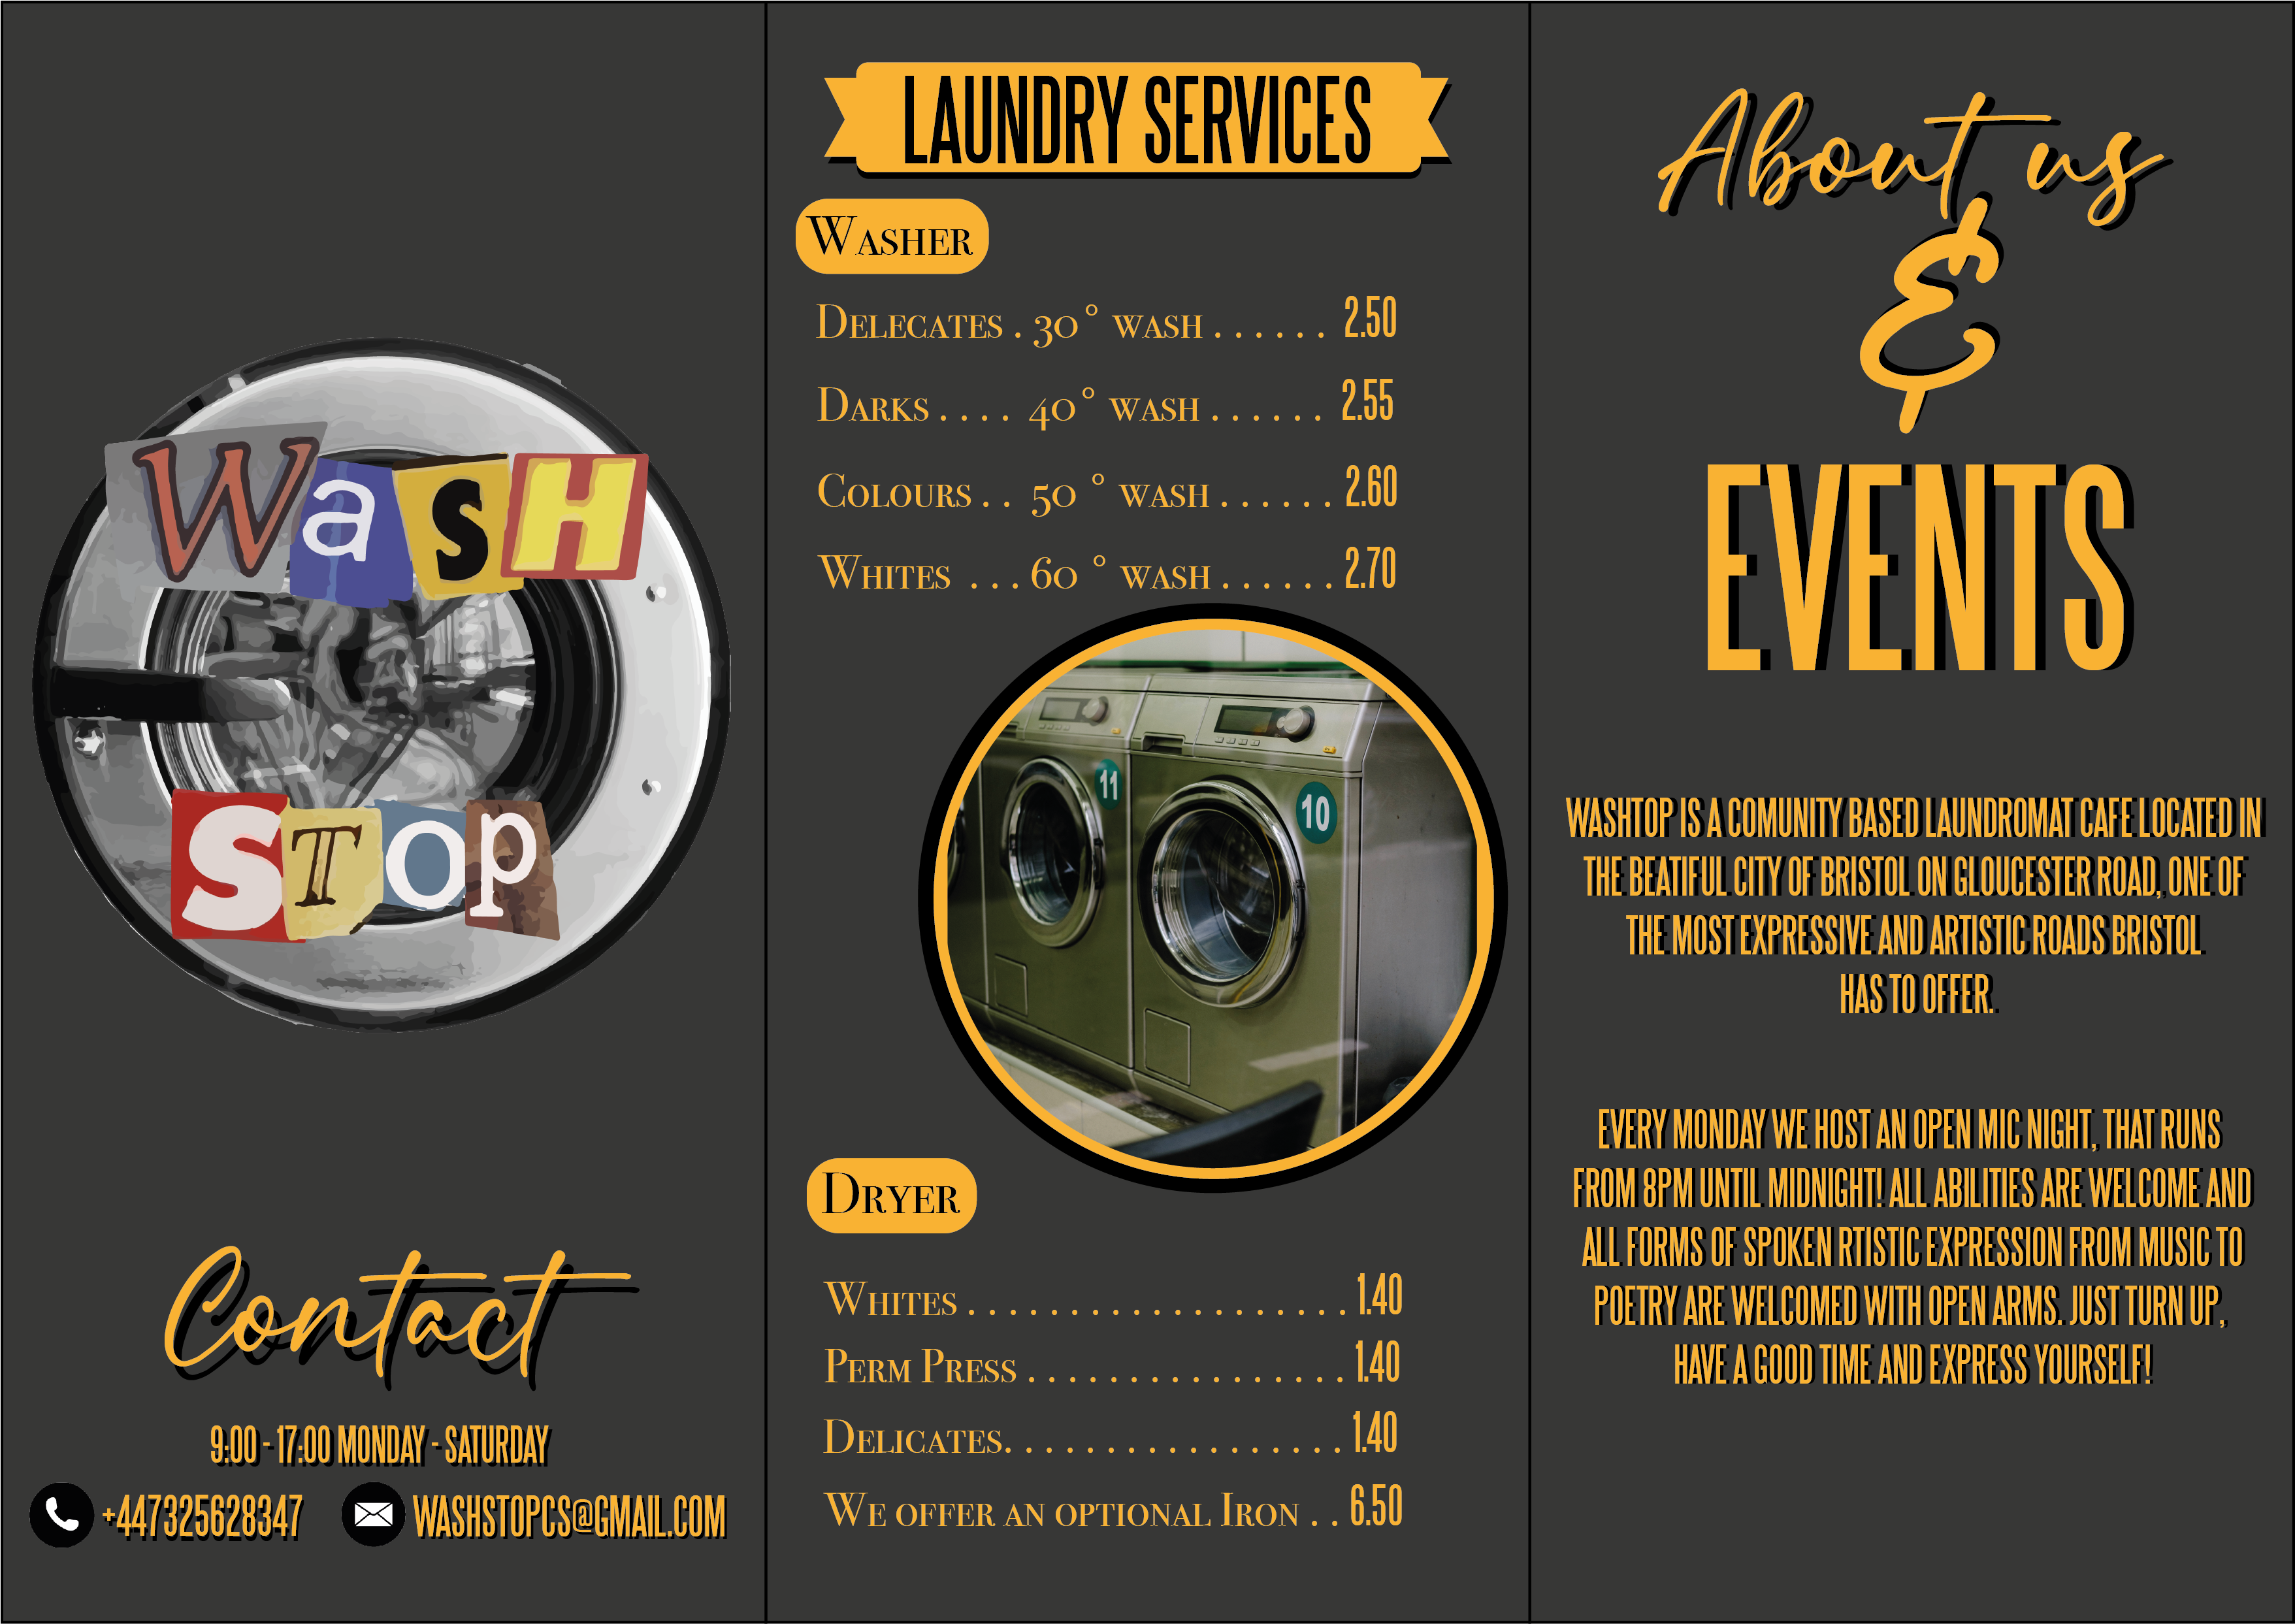 WaSH
STOP
Contact
9:00 - 17:00 MONDAY - SATURDAY
+447325628347 WASHSTOPCS@GMAIL.COM
LAUNDRY SERVICES
WASHER
DELECATES . 30° WASH . . . . . . 2.50
DARKS . . . . 40° WASH . . . . . . 2.55
COLOURS . . 50 ° WASH . . . . . . 2.60
WHITES . . . 60 ° WASH . . . . . . 2.70
11
10
DRYER
WHITES . . . . . . . . . . . . . . . . . . . 1.40
PERM PRESS . . . . . . . . . . . . . . . . 1.40
DELICATES. . . . . . . . . . . . . . . . . 1.40
WE OFFER AN OPTIONAL IRON . . 6.50
About us
&
EVENTS
WASHTOP IS A COMUNITY BASED LAUNDROMAT CAFE LOCATED IN
THE BEATIFUL CITY OF BRISTOL ON GLOUCESTER ROAD, ONE OF
THE MOST EXPRESSIVE AND ARTISTIC ROADS BRISTOL
HAS TO OFFER.
EVERY MONDAY WE HOST AN OPEN MIC NIGHT, THAT RUNS
FROM 8PM UNTIL MIDNIGHT! ALL ABILITIES ARE WELCOME AND
ALL FORMS OF SPOKEN RTISTIC EXPRESSION FROM MUSIC TO
POETRY ARE WELCOMED WITH OPEN ARMS. JUST TURN UP,
HAVE A GOOD TIME AND EXPRESS YOURSELF!